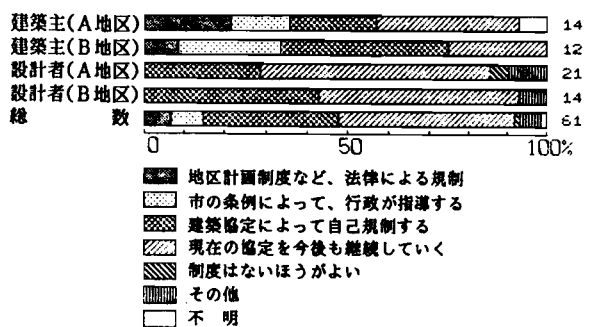 建築主(A地区) 14
建築主(B地区) 12
設計者(A地区) 21
設計者(B地区) 14
総 数 61
0 50 100%
地区計画制度など、法律による規制
市の条例によって、行政が指導する
建築協定によって自己規制する
現在の協定を今後も継続していく
制度はないほうがよい
その他
不 明